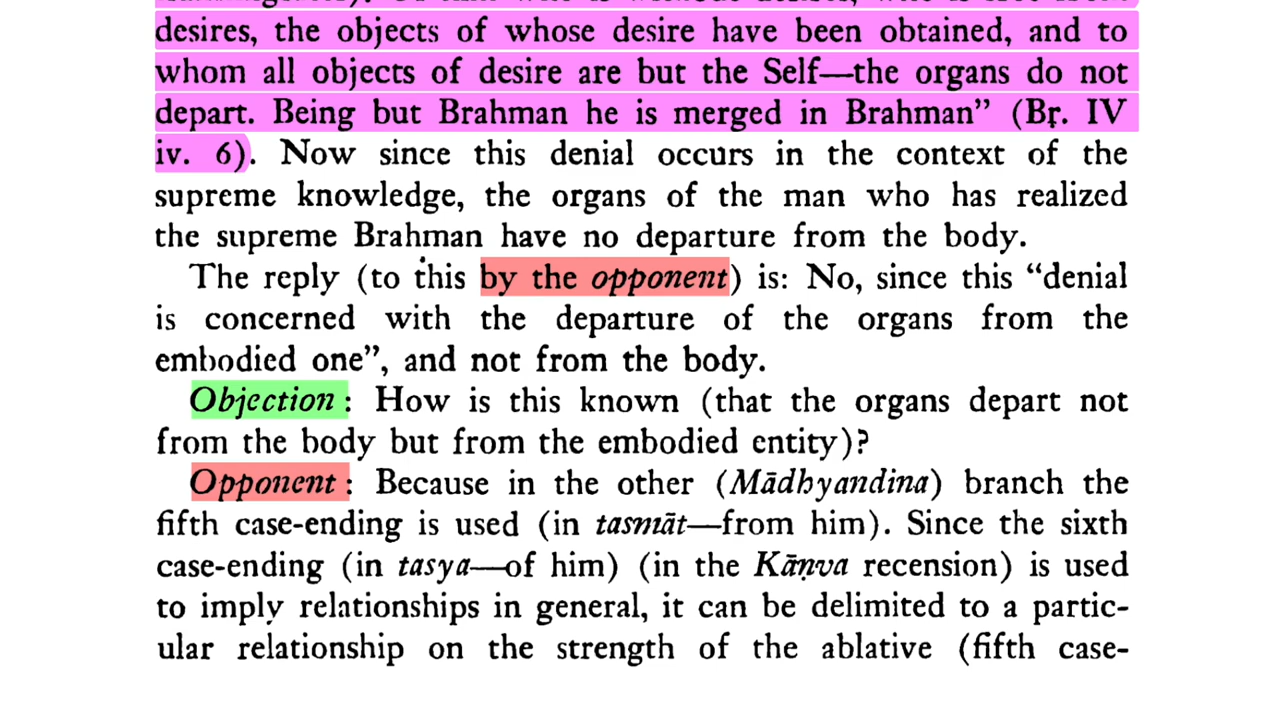 desires, the objects of whose desire have been obtained, and to
whom all objects of desire are but the Self—the organs do not
depart. Being but Brahman he is merged in Brahman” (Bṛ. IV
iv. 6). Now since this denial occurs in the context of the
supreme knowledge, the organs of the man who has realized
the supreme Brahman have no departure from the body.
The reply (to this by the opponent) is: No, since this “denial
is concerned with the departure of the organs from the
embodied one”, and not from the body.
Objection: How is this known (that the organs depart not
from the body but from the embodied entity)?
Opponent: Because in the other (Mādhyandina) branch the
fifth case-ending is used (in tasmāt—from him). Since the sixth
case-ending (in tasya—of him) (in the Kāṇva recension) is used
to imply relationships in general, it can be delimited to a partic-
ular relationship on the strength of the ablative (fifth case-